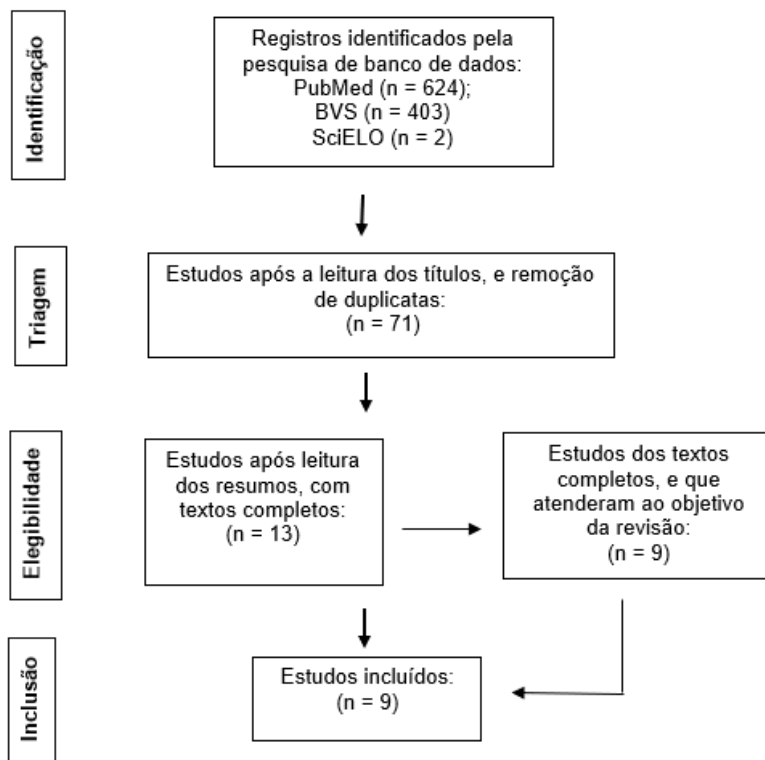 Identificação
Registros identificados pela
pesquisa de banco de dados:
PubMed (n = 624);
BVS (n = 403)
SciELO (n = 2)
Triagem
Estudos após a leitura dos títulos, e remoção
de duplicatas:
(n = 71)
Elegibilidade
Estudos após leitura
dos resumos, com
textos completos:
(n = 13)
Estudos dos textos
completos, e que
atenderam ao objetivo
da revisão:
(n = 9)
Inclusão
Estudos incluídos:
(n = 9)